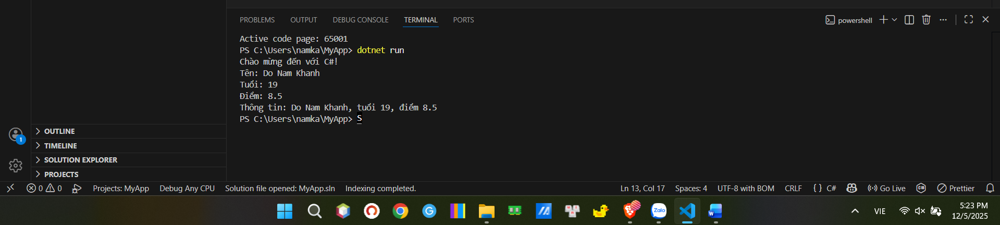 PROBLEMS OUTPUT DEBUG CONSOLE TERMINAL PORTS powershell
Active code page: 65001
PS C:\Users\namka\MyApp> dotnet run
Chào mừng đến với C#!
Tên: Do Nam Khanh
Tuổi: 19
Điểm: 8.5
Thông tin: Do Nam Khanh, tuổi 19, điểm 8.5
PS C:\Users\namka\MyApp> S
1
OUTLINE
TIMELINE
SOLUTION EXPLORER
PROJECTS
0 0 Projects: MyApp Debug Any CPU Solution file opened: MyApp.sln Indexing completed. Ln 13, Col 17 Spaces: 4 UTF-8 with BOM CRLF {} C# Go Live Prettier
Zalo VIE 5:23 PM
12/5/2025